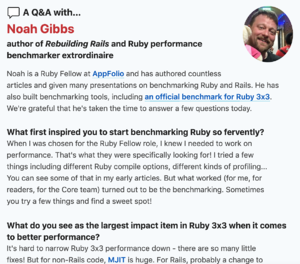 A Q&A with...
Noah Gibbs
author of Rebuilding Rails and Ruby performance
benchmarker extrordinaire
Noah is a Ruby Fellow at AppFolio and has authored countless
articles and given many presentations on benchmarking Ruby and Rails. He has
also built benchmarking tools, including an official benchmark for Ruby 3x3.
We're grateful that he's taken the time to answer a few questions today.
What first inspired you to start benchmarking Ruby so fervently?
When I was chosen for the Ruby Fellow role, I knew I needed to work on
performance. That's what they were specifically looking for! I tried a few
things including different Ruby compile options, different kinds of profiling...
You can see some of that in my early articles. But what worked (for me, for
readers, for the Core team) turned out to be the benchmarking. Sometimes
you try a few things and find a sweet spot!
What do you see as the largest impact item in Ruby 3x3 when it
comes to better performance?
It's hard to narrow Ruby 3x3 performance down - there are so many little
fixes! But for non-Rails code, MJIT is huge. For Rails, probably a change to